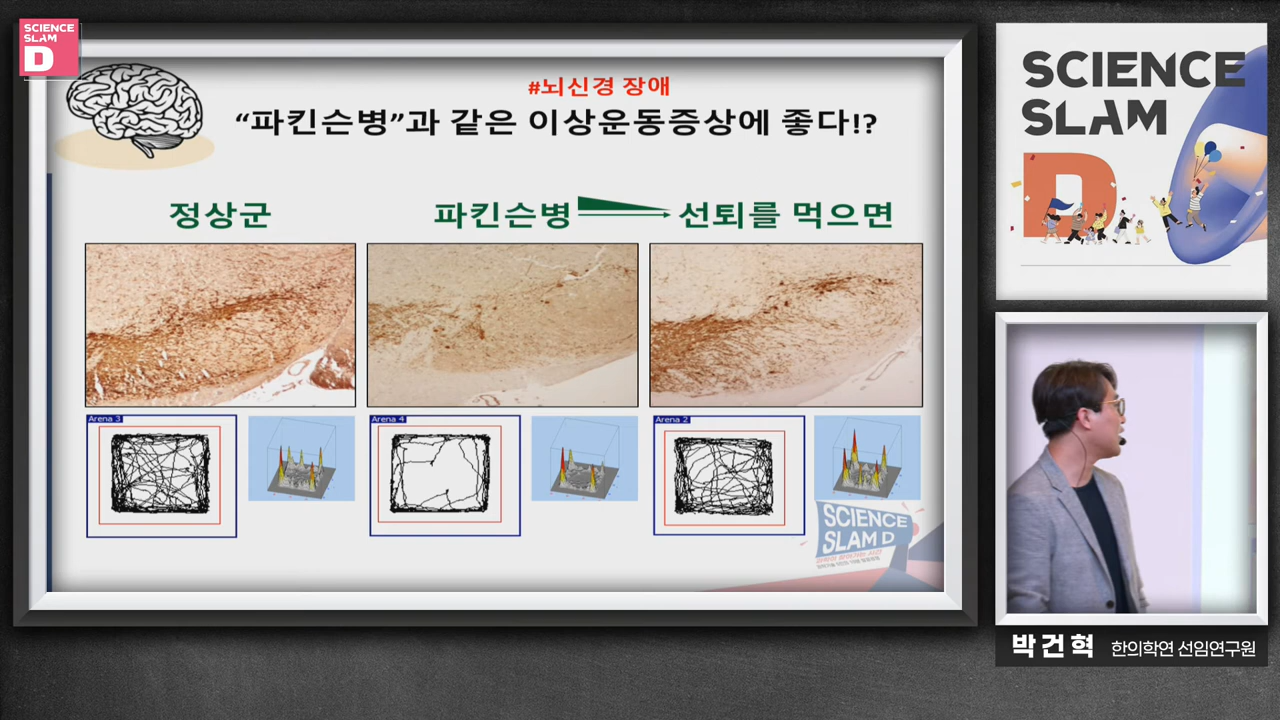 SCIENCE
SLAM
D
#뇌신경 장애
“파킨슨병”과 같은 이상운동증상에 좋다!?
정상군
파킨슨병
선퇴를 먹으면
Arena 3
Arena 4
Arena 2
SCIENCE
SLAM D
SCIENCE
SLAM
D
박건혁 한의학연 선임연구원